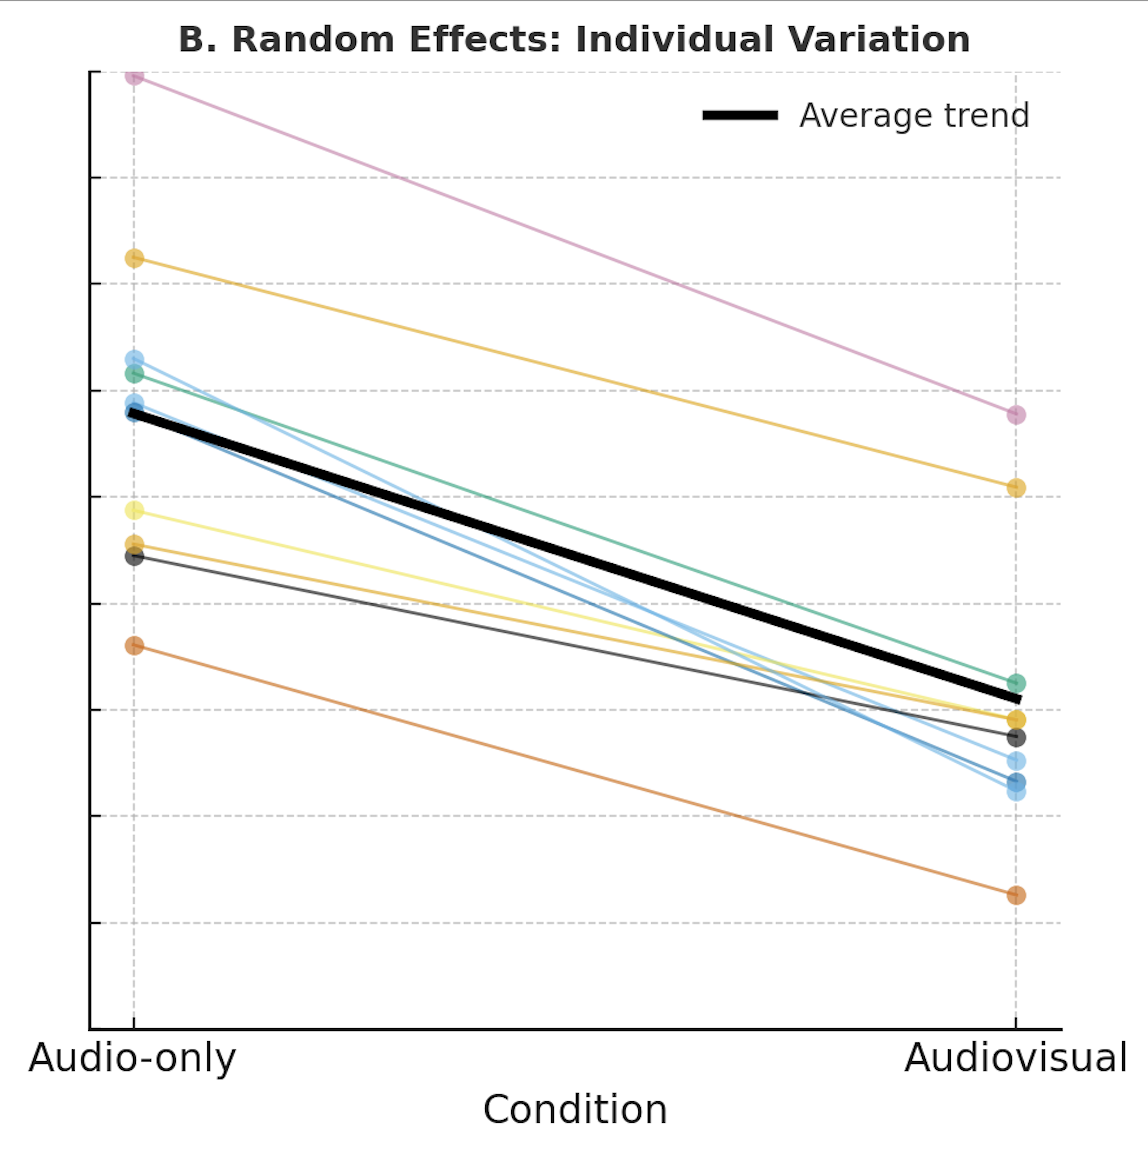 B. Random Effects: Individual Variation
Average trend
Audio-only
Audiovisual
Condition